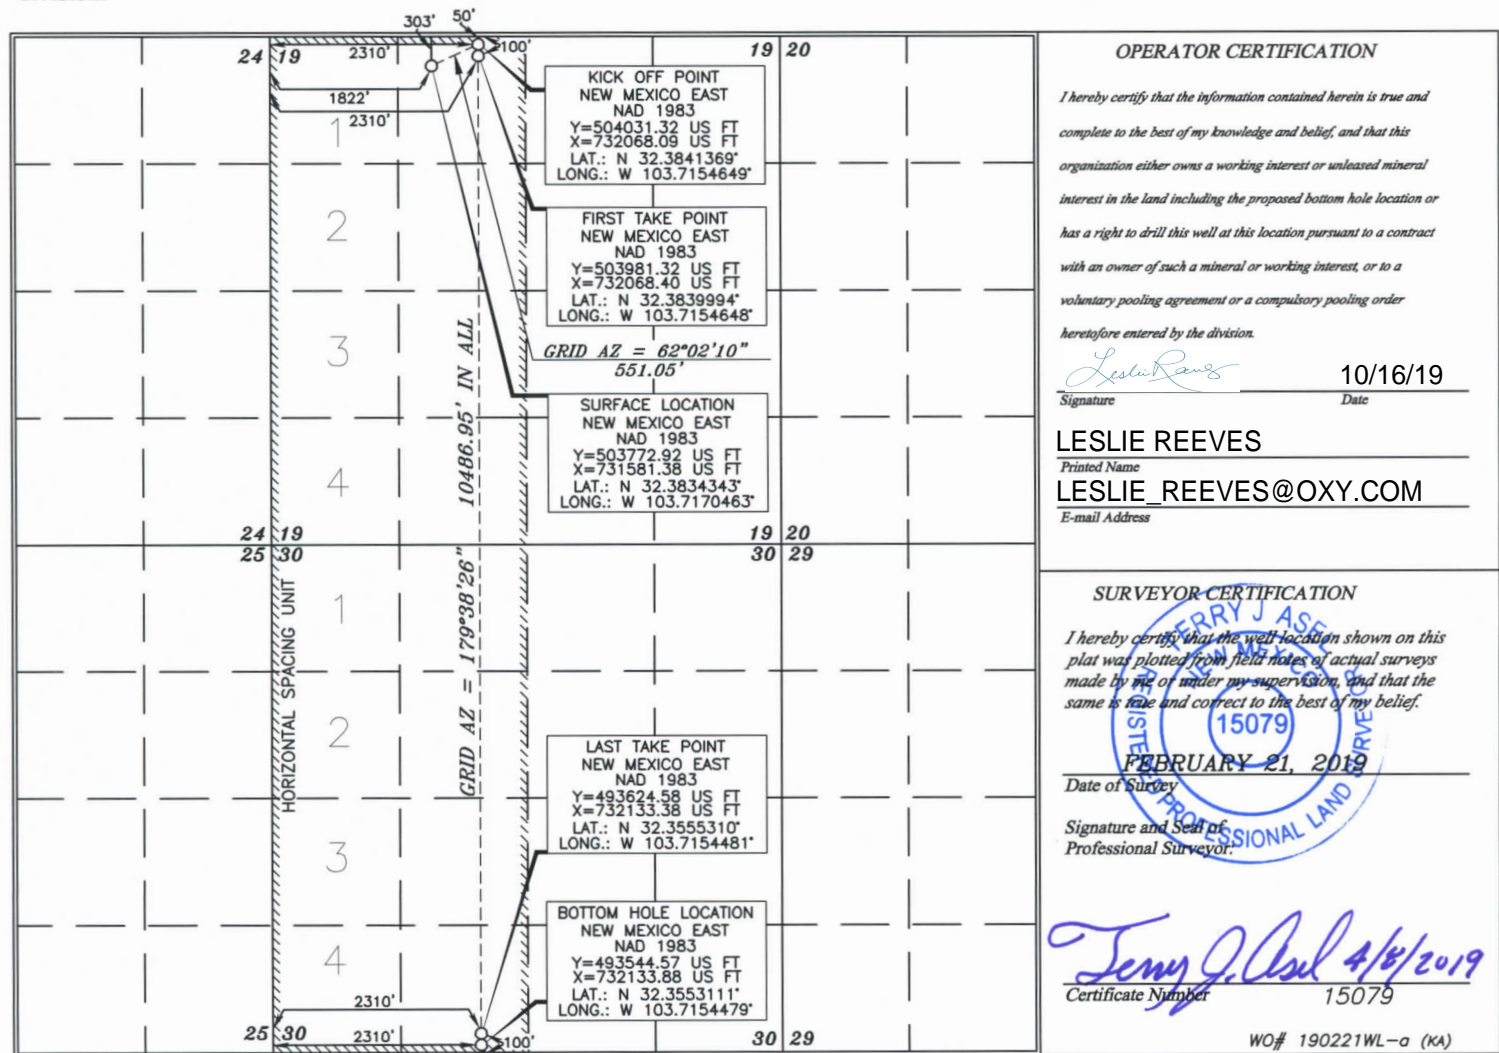 303' 50'
24 19 2310' 100' 19 20
1822'
2310'
1
2
3
4
KICK OFF POINT
NEW MEXICO EAST
NAD 1983
Y=504031.32 US FT
X=732068.09 US FT
LAT.: N 32.3841369°
LONG.: W 103.7154649°
FIRST TAKE POINT
NEW MEXICO EAST
NAD 1983
Y=503981.32 US FT
X=732068.40 US FT
LAT.: N 32.3839994°
LONG.: W 103.7154648°
GRID AZ = 62°02'10"
551.05'
SURFACE LOCATION
NEW MEXICO EAST
NAD 1983
Y=503772.92 US FT
X=731581.38 US FT
LAT.: N 32.3834343°
LONG.: W 103.7170463°
10486.95' IN ALL
24 19 19 20
25 30 30 29
GRID AZ = 179°38'26"
HORIZONTAL SPACING UNIT
1
2
3
4
LAST TAKE POINT
NEW MEXICO EAST
NAD 1983
Y=493624.58 US FT
X=732133.38 US FT
LAT.: N 32.3555310°
LONG.: W 103.7154481°
BOTTOM HOLE LOCATION
NEW MEXICO EAST
NAD 1983
Y=493544.57 US FT
X=732133.88 US FT
LAT.: N 32.3553111°
LONG.: W 103.7154479°
2310'
25 30 2310' 100' 30 29
OPERATOR CERTIFICATION
I hereby certify that the information contained herein is true and
complete to the best of my knowledge and belief, and that this
organization either owns a working interest or unleased mineral
interest in the land including the proposed bottom hole location or
has a right to drill this well at this location pursuant to a contract
with an owner of such a mineral or working interest, or to a
voluntary pooling agreement or a compulsory pooling order
heretofore entered by the division.
Leslie Reeves 10/16/19
Signature Date
LESLIE REEVES
Printed Name
LESLIE_REEVES@OXY.COM
E-mail Address
SURVEYOR CERTIFICATION
I hereby certify that the well location shown on this
plat was plotted from field notes of actual surveys
made by me or under my supervision, and that the
same is true and correct to the best of my belief.
TERRY J ASEL
NEW MEXICO
15079
REGISTERED PROFESSIONAL LAND SURVEYOR
FEBRUARY 21, 2019
Date of Survey
Signature and Seal of
Professional Surveyor:
Terry J. Asel 4/8/2019
Certificate Number 15079
WO# 190221WL-a (KA)